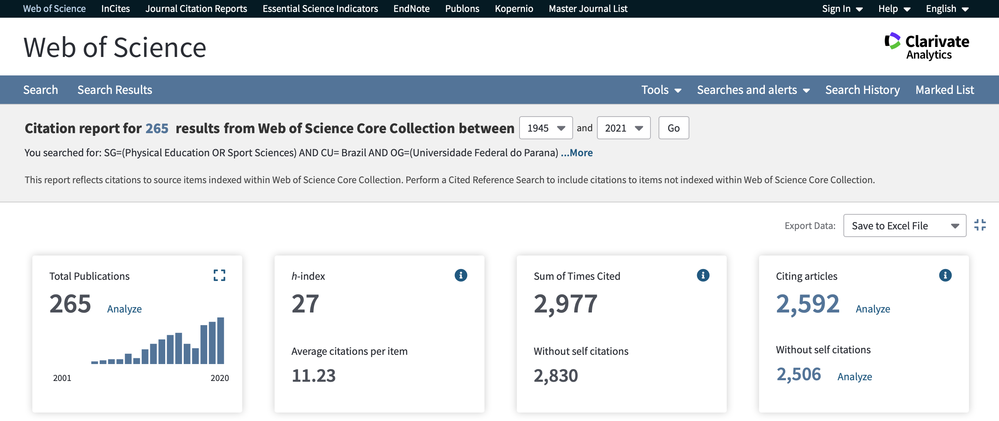 Web of Science InCites Journal Citation Reports Essential Science Indicators EndNote Publons Kopernio Master Journal List Sign In Help English
Web of Science
Clarivate
Analytics
Search Search Results Tools Searches and alerts Search History Marked List
Citation report for 265 results from Web of Science Core Collection between 1945 and 2021 Go
You searched for: SG=(Physical Education OR Sport Sciences) AND CU= Brazil AND OG=(Universidade Federal do Parana) ...More
This report reflects citations to source items indexed within Web of Science Core Collection. Perform a Cited Reference Search to include citations to items not indexed within Web of Science Core Collection.
Export Data: Save to Excel File
Total Publications
265 Analyze
2001 2020
h-index
27
Average citations per item
11.23
Sum of Times Cited
2,977
Without self citations
2,830
Citing articles
2,592 Analyze
Without self citations
2,506 Analyze